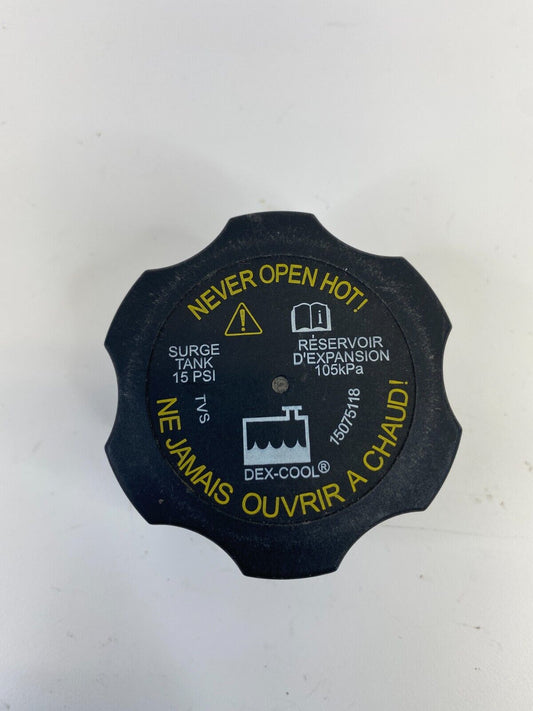 NEVER OPEN HOT!
SURGE
TANK
15 PSI
RÉSERVOIR
D'EXPANSION
105kPa
TVS
15075118
DEX-COOL®
NE JAMAIS OUVRIR A CHAUD!